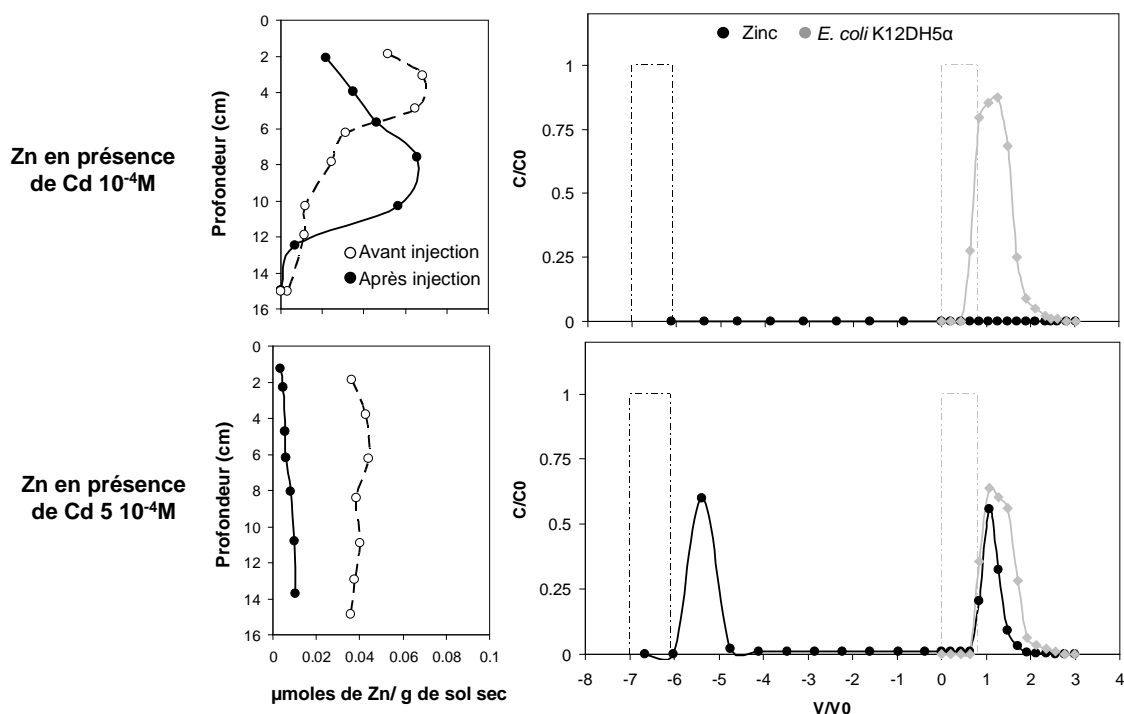 Zinc
E. coli K12DH5α
Zn en présence
de Cd 10-4M
Profondeur (cm)
0
2
4
6
8
10
12
14
16
Avant injection
Après injection
C/C0
1
0.75
0.5
0.25
0
Zn en présence
de Cd 5 10-4M
Profondeur (cm)
0
2
4
6
8
10
12
14
16
0 0.02 0.04 0.06 0.08 0.1
µmoles de Zn/ g de sol sec
C/C0
1
0.75
0.5
0.25
0
-8 -7 -6 -5 -4 -3 -2 -1 0 1 2 3 4
V/V0